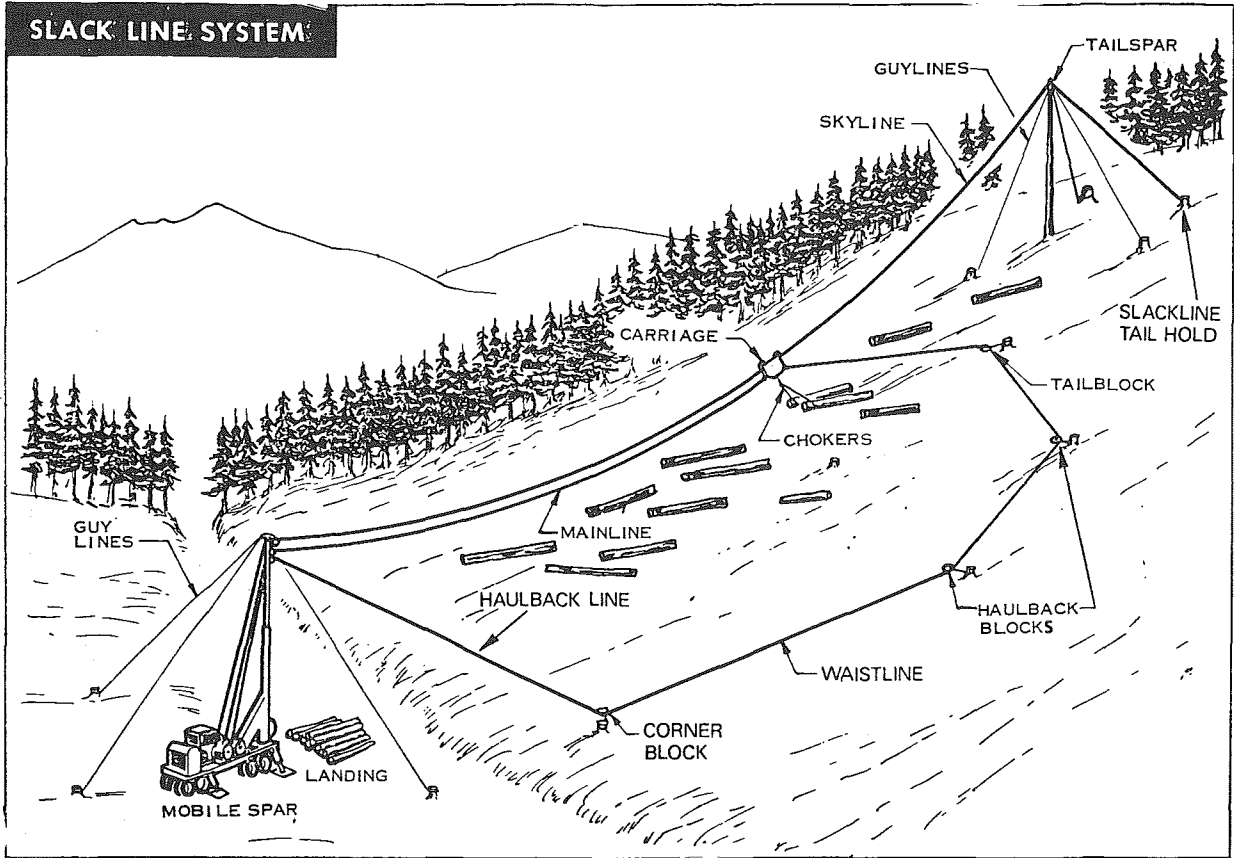 SLACK LINE SYSTEM
TAILSPAR
GUYLINES
SKYLINE
SLACKLINE
TAIL HOLD
CARRIAGE
TAILBLOCK
CHOKERS
MAINLINE
GUY
LINES
HAULBACK LINE
HAULBACK
BLOCKS
WAISTLINE
CORNER
BLOCK
LANDING
MOBILE SPAR